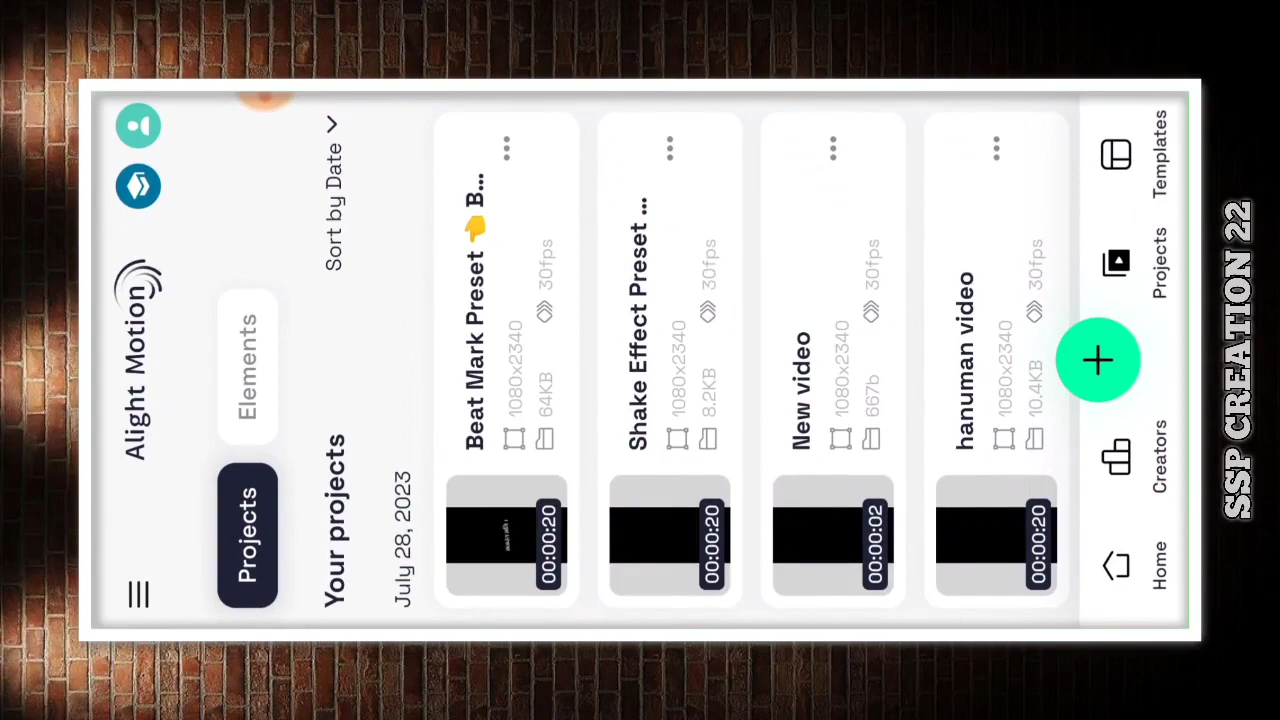 Alight Motion
Projects
Elements
Your projects
Sort by Date
July 28, 2023
Beat Mark Preset 👈 B...
1080x2340
64KB 30fps
00:00:20
Shake Effect Preset ...
1080x2340
8.2KB 30fps
00:00:20
New video
1080x2340
667b 30fps
00:00:02
hanuman video
1080x2340
10.4KB 30fps
00:00:20
Home
Creators
Projects
Templates
SSP CREATION 22